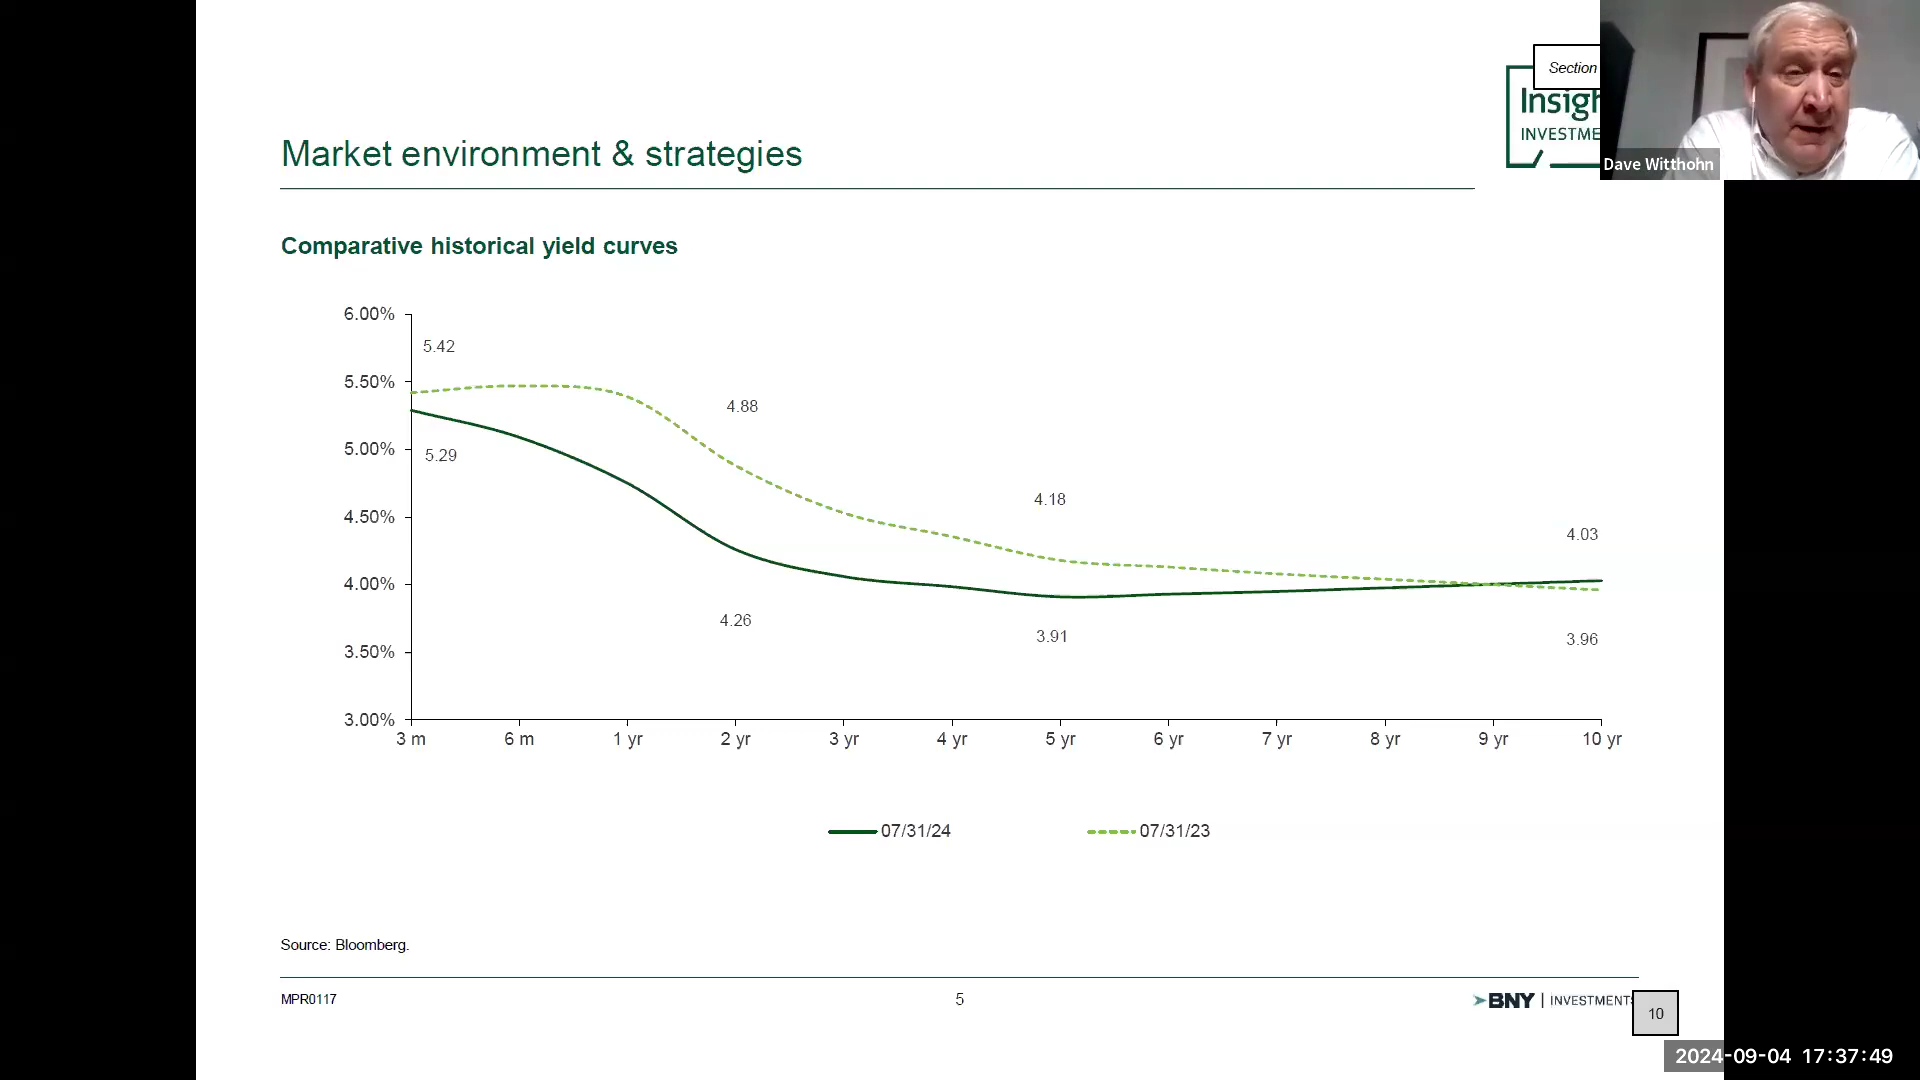 Section
Insigh
INVESTME
Dave Witthohn
Market environment & strategies
Comparative historical yield curves
6.00%
5.50%
5.00%
4.50%
4.00%
3.50%
3.00%
5.42
5.29
4.88
4.26
4.18
3.91
4.03
3.96
3 m 6 m 1 yr 2 yr 3 yr 4 yr 5 yr 6 yr 7 yr 8 yr 9 yr 10 yr
07/31/24 07/31/23
Source: Bloomberg.
MPR0117 5 BNY | INVESTMENTS
10
2024-09-04 17:37:49